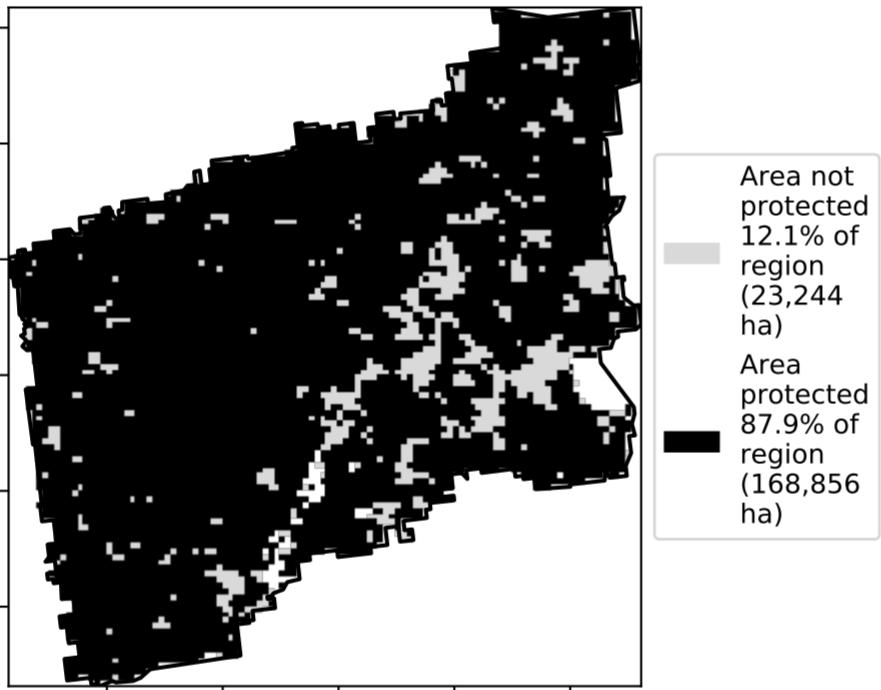 Area not
protected
12.1% of
region
(23,244
ha)
Area
protected
87.9% of
region
(168,856
ha)